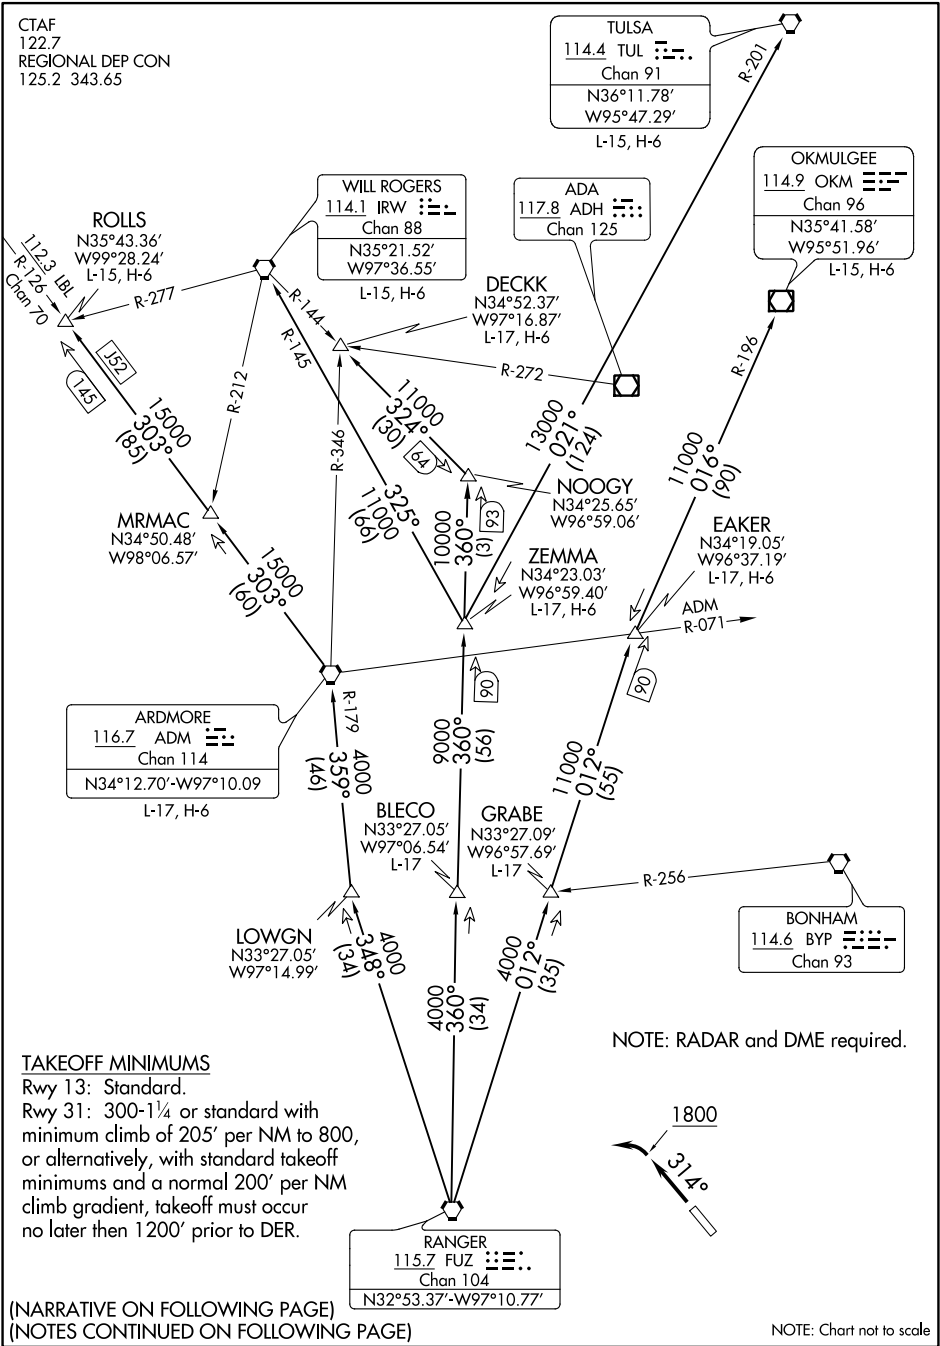 CTAF
122.7
REGIONAL DEP CON
125.2 343.65
TULSA
114.4 TUL
Chan 91
N36°11.78'
W95°47.29'
L-15, H-6
R-201
OKMULGEE
114.9 OKM
Chan 96
N35°41.58'
W95°51.96'
L-15, H-6
WILL ROGERS
114.1 IRW
Chan 88
N35°21.52'
W97°36.55'
L-15, H-6
ADA
117.8 ADH
Chan 125
ROLLS
N35°43.36'
W99°28.24'
L-15, H-6
112.3 LBL
R-126
Chan 70
R-277
R-144
R-145
R-212
DECKK
N34°52.37'
W97°16.87'
L-17, H-6
R-272
R-196
J52
145
15000
303°
(85)
R-346
11000
324°
(30)
64
13000
021°
(124)
11000
016°
(90)
325°
11000
(66)
10000
360°
(3)
93
NOOGY
N34°25.65'
W96°59.06'
MRMAC
N34°50.48'
W98°06.57'
15000
303°
(60)
ZEMMA
N34°23.03'
W96°59.40'
L-17, H-6
EAKER
N34°19.05'
W96°37.19'
L-17, H-6
ADM
R-071
90
90
ARDMORE
116.7 ADM
Chan 114
N34°12.70'-W97°10.09
L-17, H-6
R-179
4000
359°
(46)
9000
360°
(56)
11000
012°
(55)
BLECO
N33°27.05'
W97°06.54'
L-17
GRABE
N33°27.09'
W96°57.69'
L-17
R-256
BONHAM
114.6 BYP
Chan 93
LOWGN
N33°27.05'
W97°14.99'
4000
348°
(34)
4000
360°
(34)
4000
012°
(35)
NOTE: RADAR and DME required.
TAKEOFF MINIMUMS
Rwy 13: Standard.
Rwy 31: 300-1¼ or standard with
minimum climb of 205' per NM to 800,
or alternatively, with standard takeoff
minimums and a normal 200' per NM
climb gradient, takeoff must occur
no later then 1200' prior to DER.
1800
314°
RANGER
115.7 FUZ
Chan 104
N32°53.37'-W97°10.77'
(NARRATIVE ON FOLLOWING PAGE)
(NOTES CONTINUED ON FOLLOWING PAGE)
NOTE: Chart not to scale